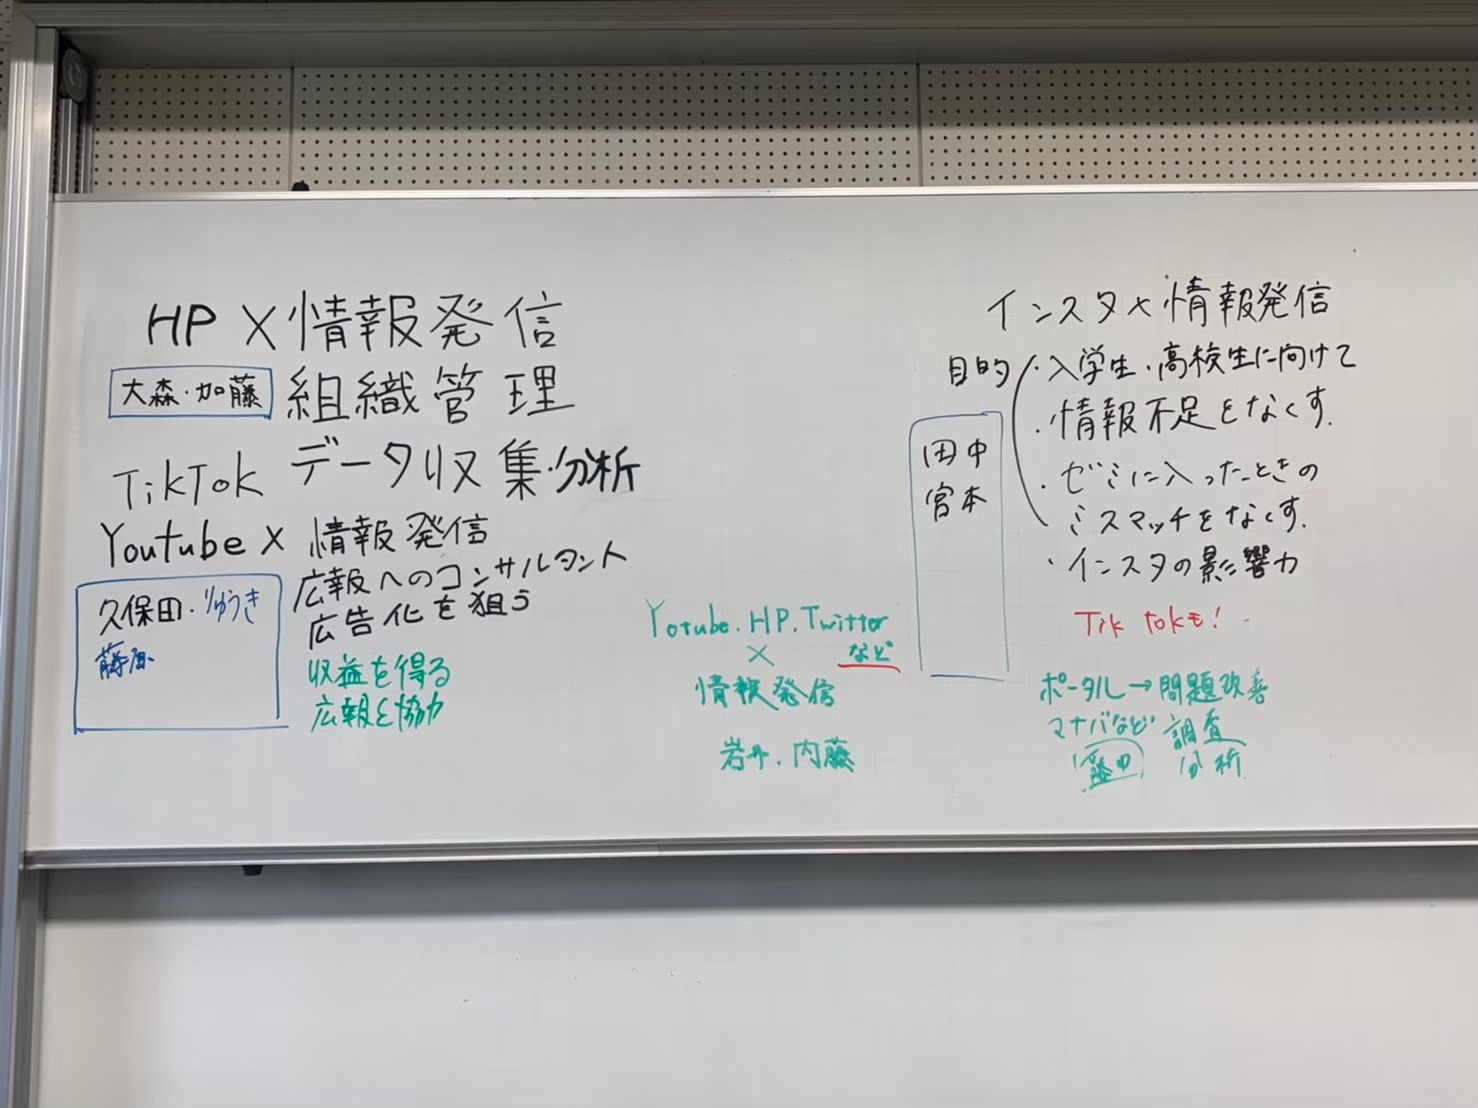 HP × 情報発信
大森・加藤 組織管理
TikTok データ収集・分析
Youtube × 情報発信
広報へのコンサルタント
広告化を狙う
久保田・りゅうき
収益を得る
広報と協力
Yotube.HP.Twitter
× など
情報発信
岩井.内藤
インスタ×情報発信
目的 ・入学生・高校生に向けて
・情報不足をなくす.
・ゼミに入ったときの
ミスマッチをなくす.
・インスタの影響力
田中
宮本
Tik tokも!
ポータル→問題改善
マナバなど 調査
分析